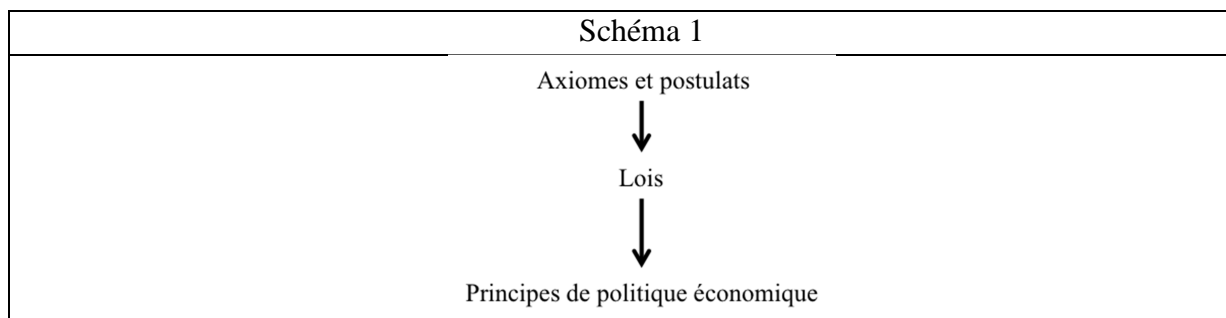 Schéma 1
Axiomes et postulats
Lois
Principes de politique économique